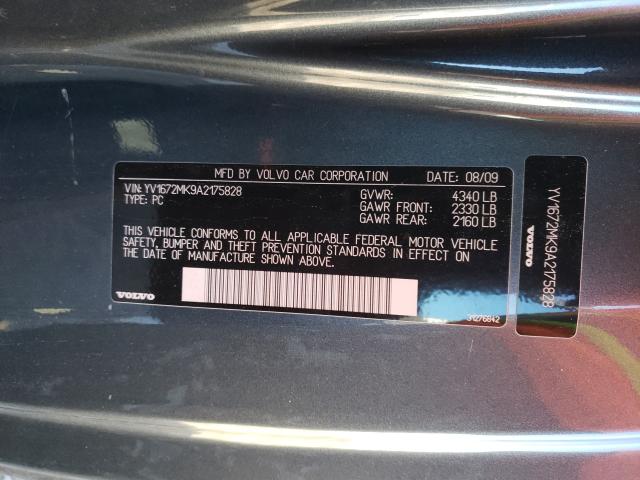 MFD. BY VOLVO CAR CORPORATION DATE: 08/09
VIN: YV1672MK9A2175828
TYPE: PC
GVWR: 4340 LB
GAWR FRONT: 2330 LB
GAWR REAR: 2160 LB
THIS VEHICLE CONFORMS TO ALL APPLICABLE FEDERAL MOTOR VEHICLE
SAFETY, BUMPER AND THEFT PREVENTION STANDARDS IN EFFECT ON
THE DATE OF MANUFACTURE SHOWN ABOVE.
VOLVO
31276842
YV1672MK9A2175828
VOLVO